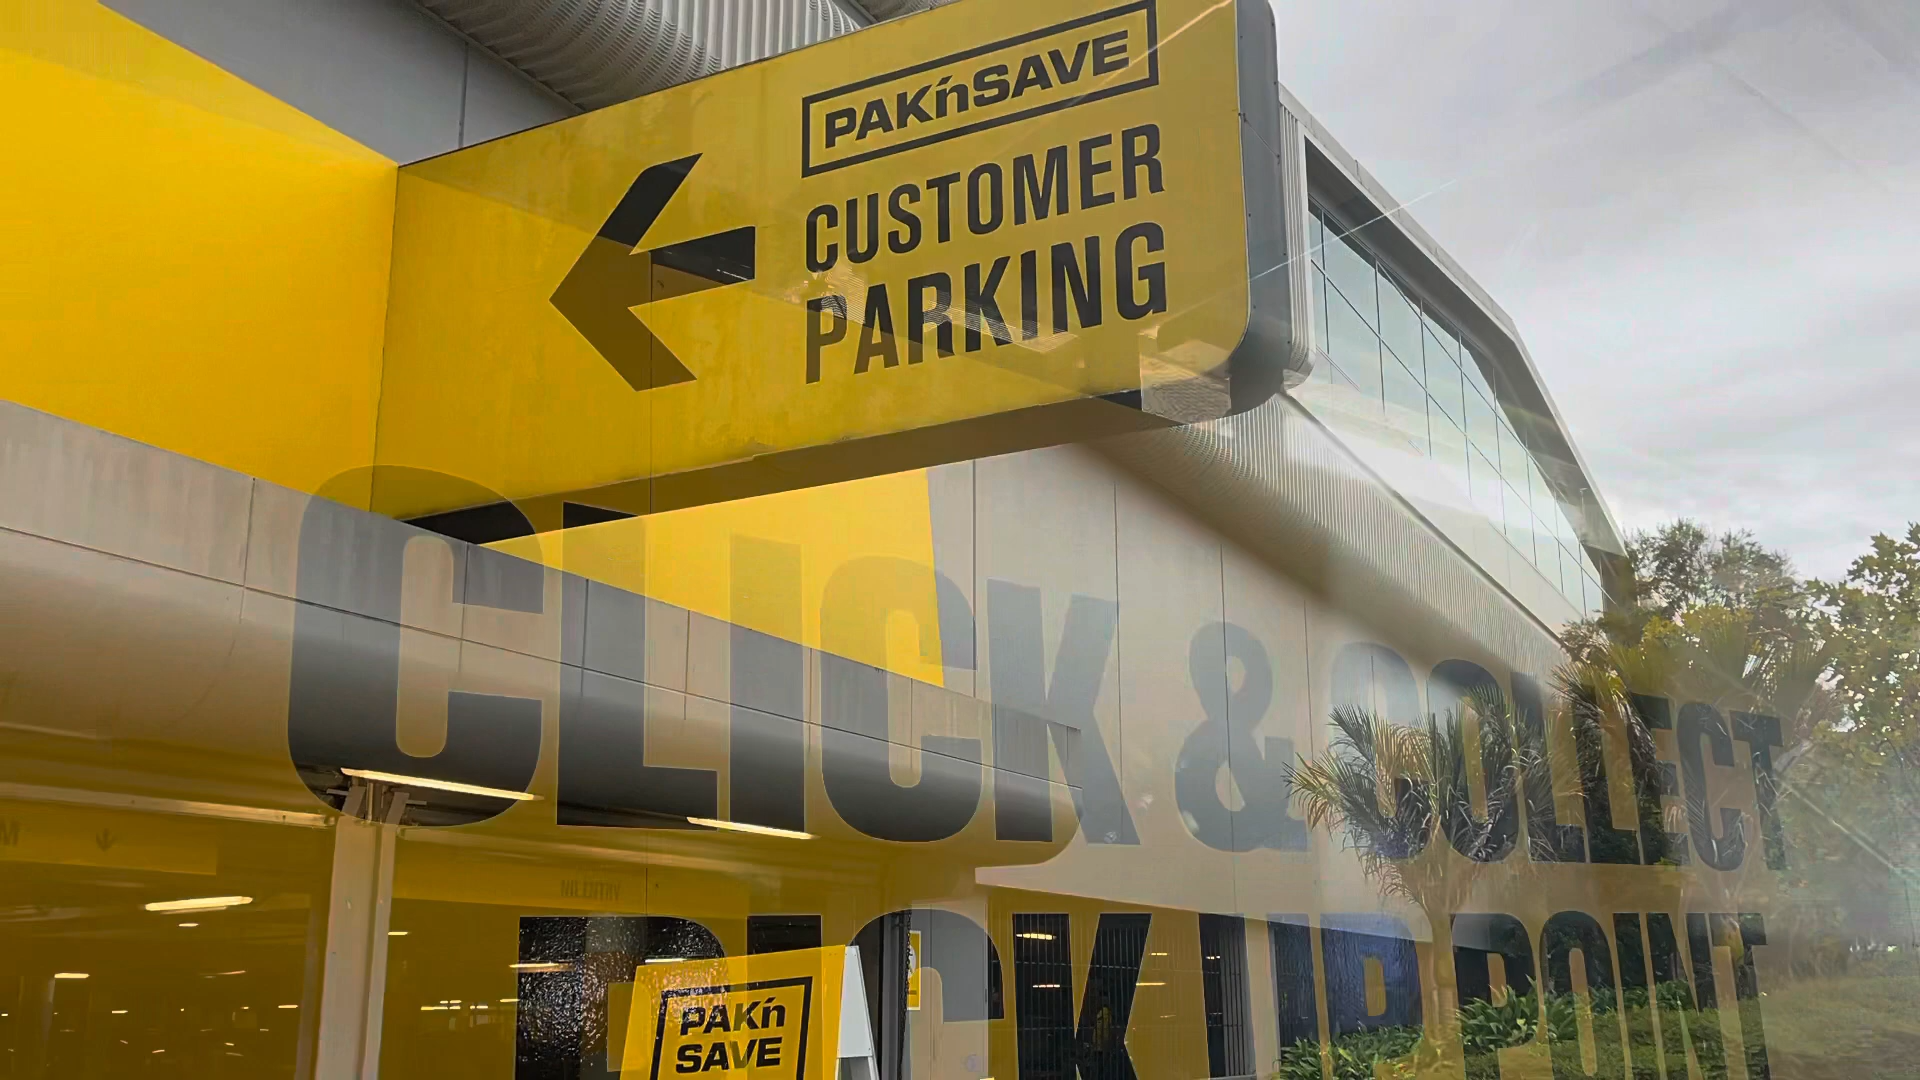 PAK'nSAVE
CUSTOMER
PARKING
CLICK & COLLECT
PICK UP POINT
PAK'n
SAVE